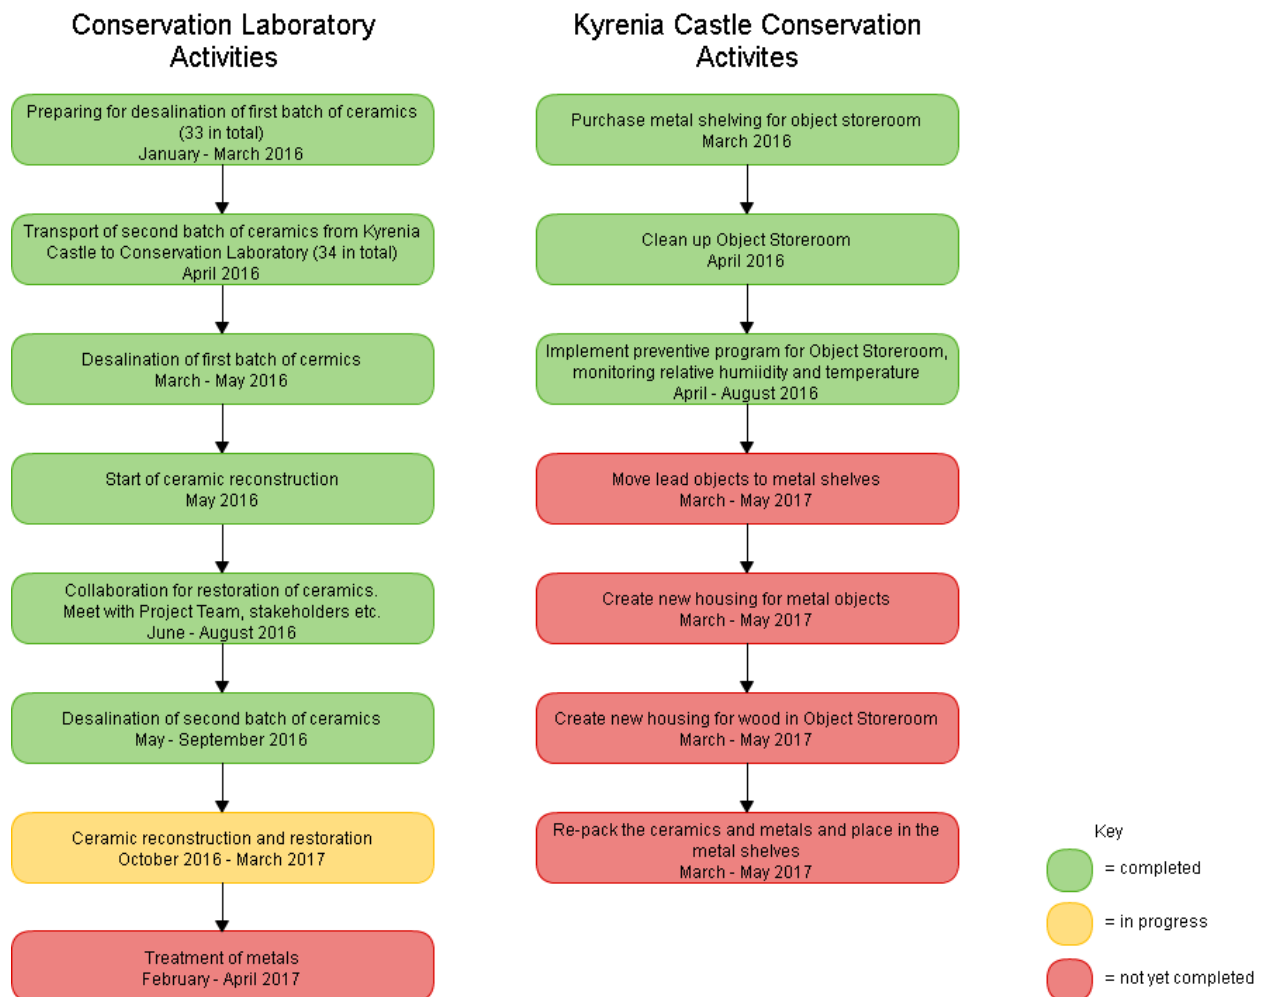 Conservation Laboratory
Activities
Preparing for desalination of first batch of ceramics
(33 in total)
January - March 2016
Transport of second batch of ceramics from Kyrenia
Castle to Conservation Laboratory (34 in total)
April 2016
Desalination of first batch of cermics
March - May 2016
Start of ceramic reconstruction
May 2016
Collaboration for restoration of ceramics.
Meet with Project Team, stakeholders etc.
June - August 2016
Desalination of second batch of ceramics
May - September 2016
Ceramic reconstruction and restoration
October 2016 - March 2017
Treatment of metals
February - April 2017
Kyrenia Castle Conservation
Activites
Purchase metal shelving for object storeroom
March 2016
Clean up Object Storeroom
April 2016
Implement preventive program for Object Storeroom,
monitoring relative humiidity and temperature
April - August 2016
Move lead objects to metal shelves
March - May 2017
Create new housing for metal objects
March - May 2017
Create new housing for wood in Object Storeroom
March - May 2017
Re-pack the ceramics and metals and place in the
metal shelves
March - May 2017
Key
= completed
= in progress
= not yet completed